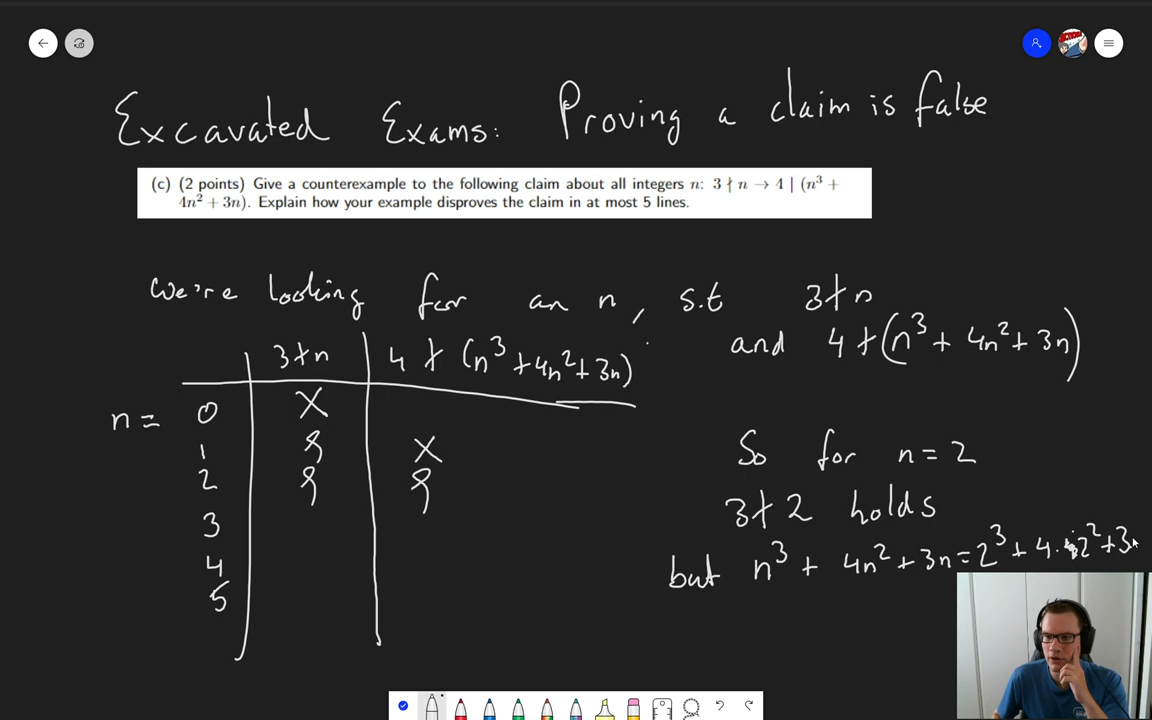 Excavated Exams: Proving a claim is false
(c) (2 points) Give a counterexample to the following claim about all integers n: 3 ∤ n → 4 | (n³ +
4n² + 3n). Explain how your example disproves the claim in at most 5 lines.
We're looking for an n, s.t 3∤n
and 4 ∤ (n³ + 4n² + 3n)
3∤n 4 ∤ (n³ + 4n² + 3n)
n = 0 X
1 X
2
3
4
5
So for n = 2
3∤2 holds
but n³ + 4n² + 3n = 2³ + 4·2² + 3